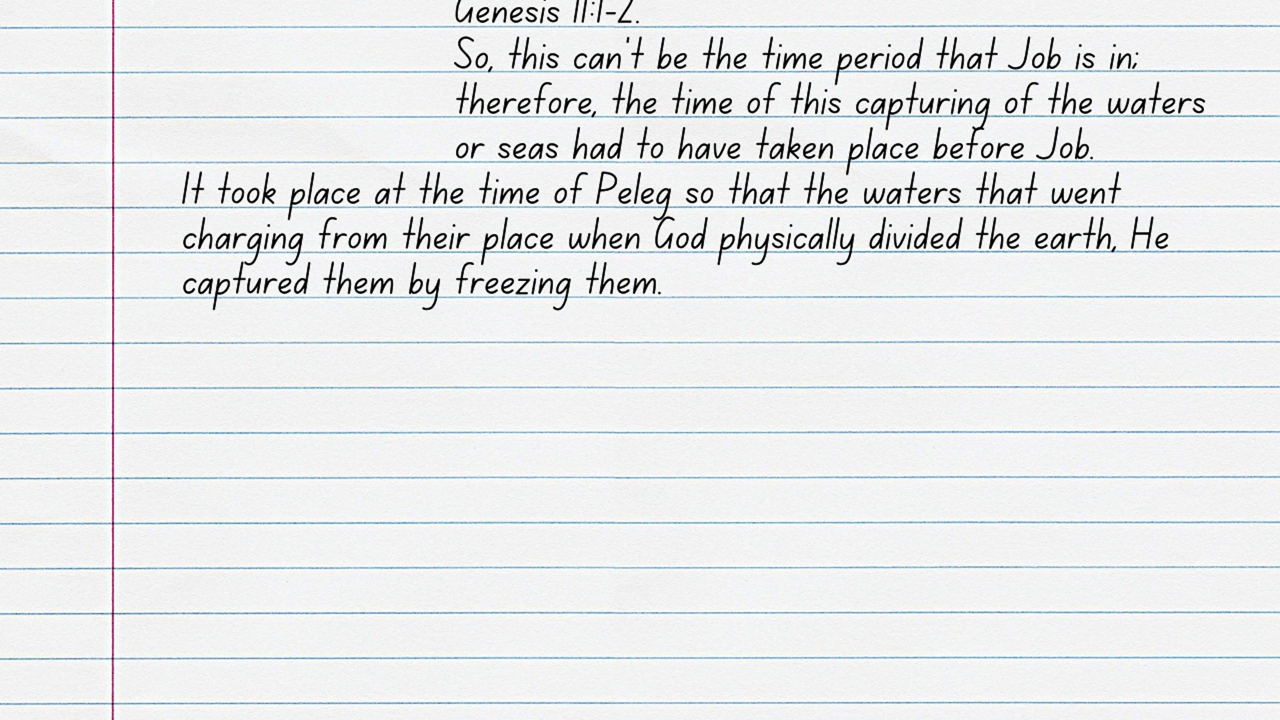 Genesis 11:1-2.
So, this can't be the time period that Job is in;
therefore, the time of this capturing of the waters
or seas had to have taken place before Job.
It took place at the time of Peleg so that the waters that went
charging from their place when God physically divided the earth, He
captured them by freezing them.